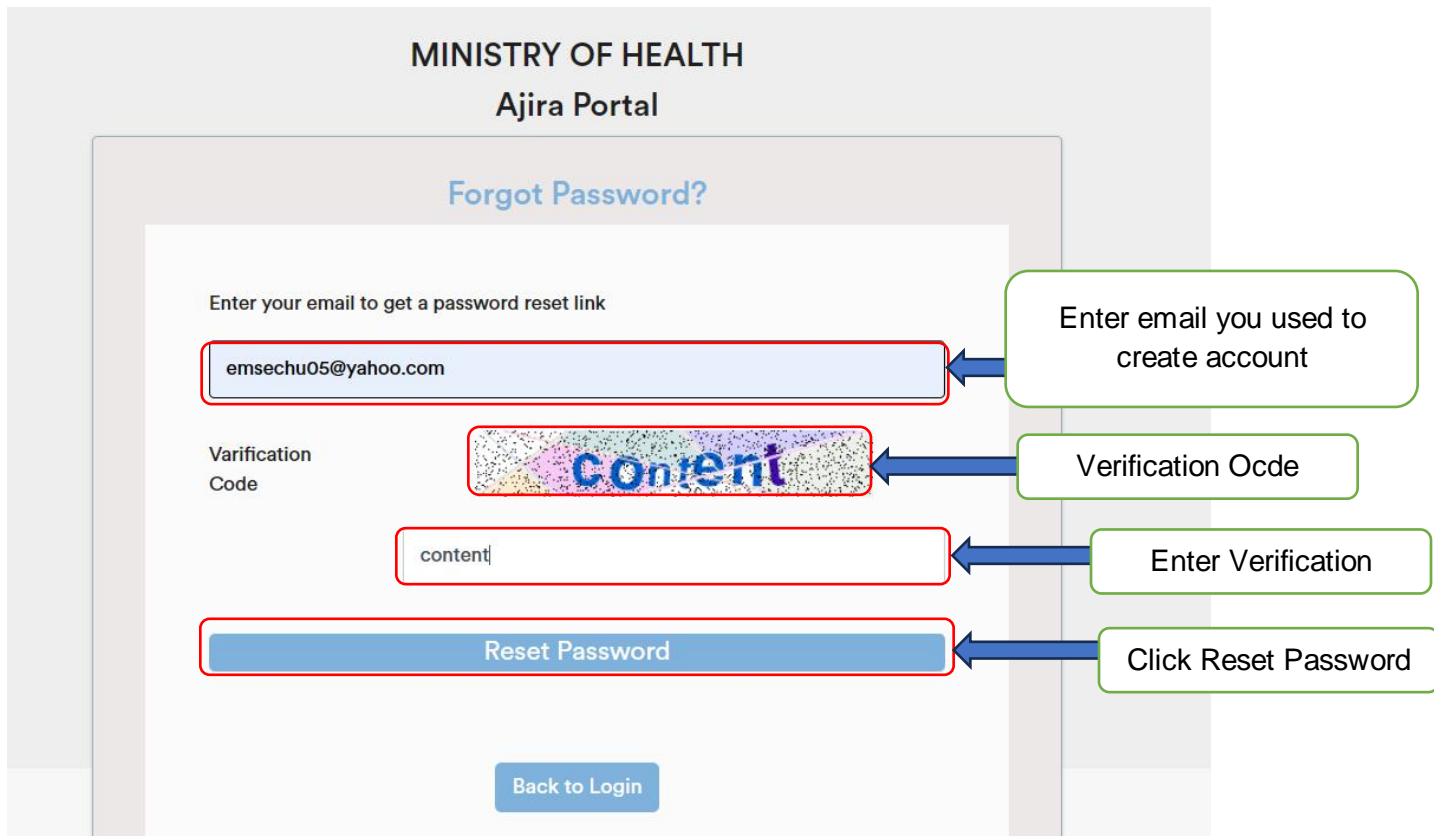 MINISTRY OF HEALTH
Ajira Portal
Forgot Password?
Enter your email to get a password reset link
emsechu05@yahoo.com
Enter email you used to
create account
Varification
Code
content
Verification Ocde
content
Enter Verification
Reset Password
Click Reset Password
Back to Login